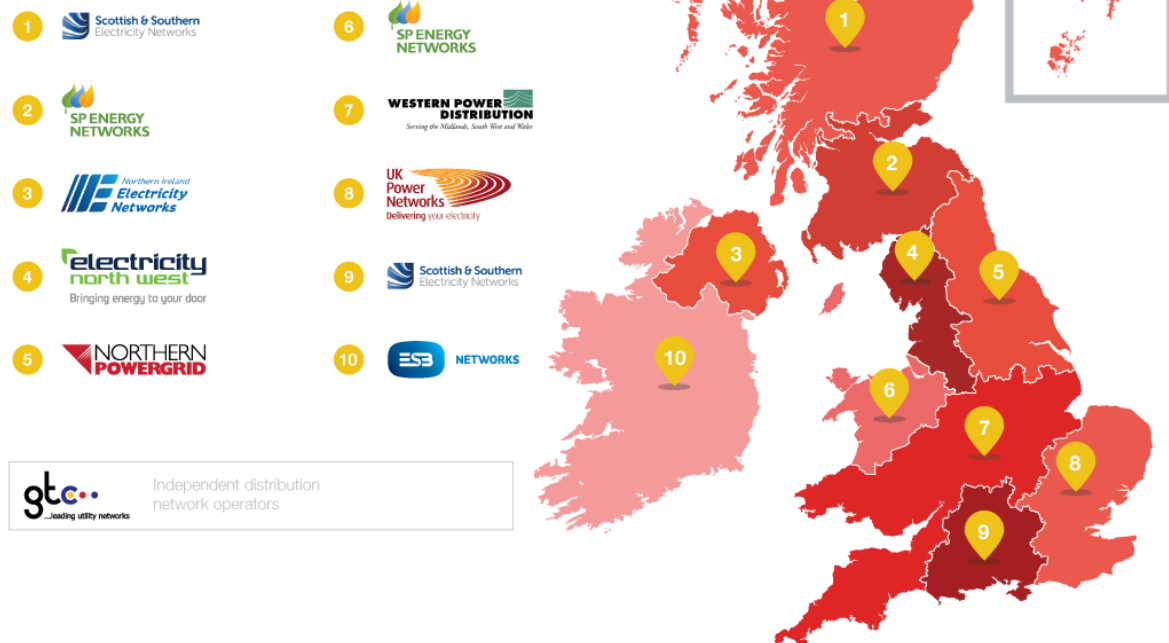 1
Scottish & Southern
Electricity Networks
2
SP ENERGY
NETWORKS
3
Northern Ireland
Electricity
Networks
4
electricity
north west
Bringing energy to your door
5
NORTHERN
POWERGRID
6
SP ENERGY
NETWORKS
7
WESTERN POWER
DISTRIBUTION
Serving the Midlands, South West and Wales
8
UK
Power
Networks
Delivering your electricity
9
Scottish & Southern
Electricity Networks
10
ESB NETWORKS
gtc
...leading utility networks
Independent distribution
network operators
1
2
3
4
5
10
6
7
8
9